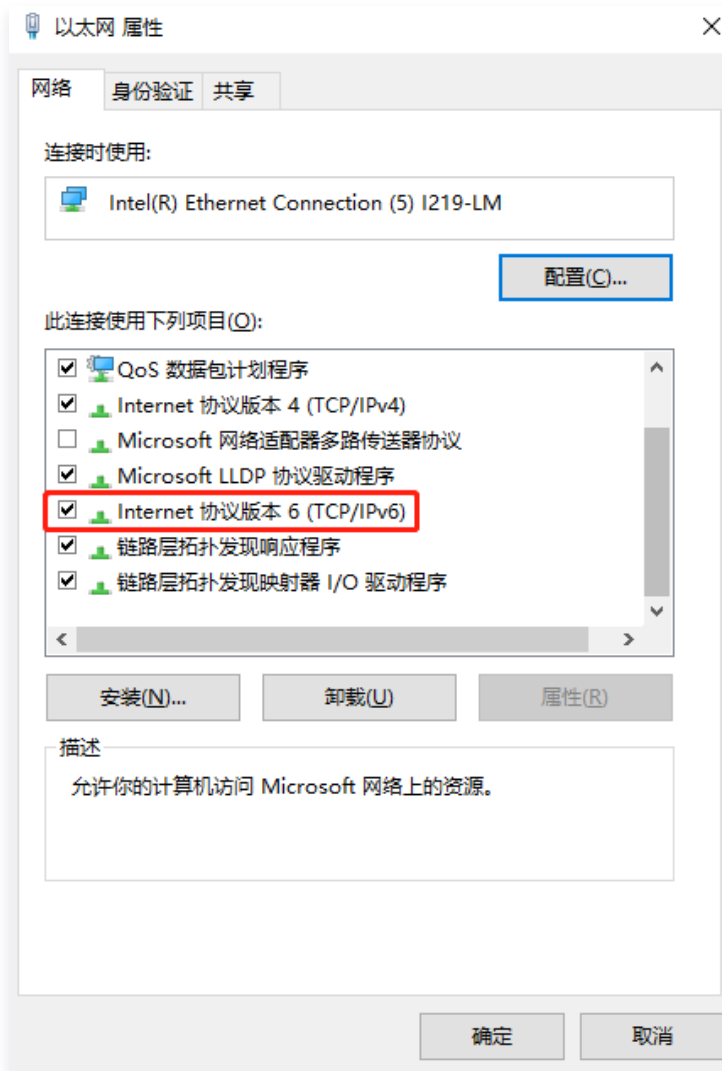 以太网 属性
网络
身份验证
共享
连接时使用:
Intel(R) Ethernet Connection (5) I219-LM
配置(C)...
此连接使用下列项目(O):
QoS 数据包计划程序
Internet 协议版本 4 (TCP/IPv4)
Microsoft 网络适配器多路传送器协议
Microsoft LLDP 协议驱动程序
Internet 协议版本 6 (TCP/IPv6)
链路层拓扑发现响应程序
链路层拓扑发现映射器 I/O 驱动程序
安装(N)...
卸载(U)
属性(R)
描述
允许你的计算机访问 Microsoft 网络上的资源。
确定
取消